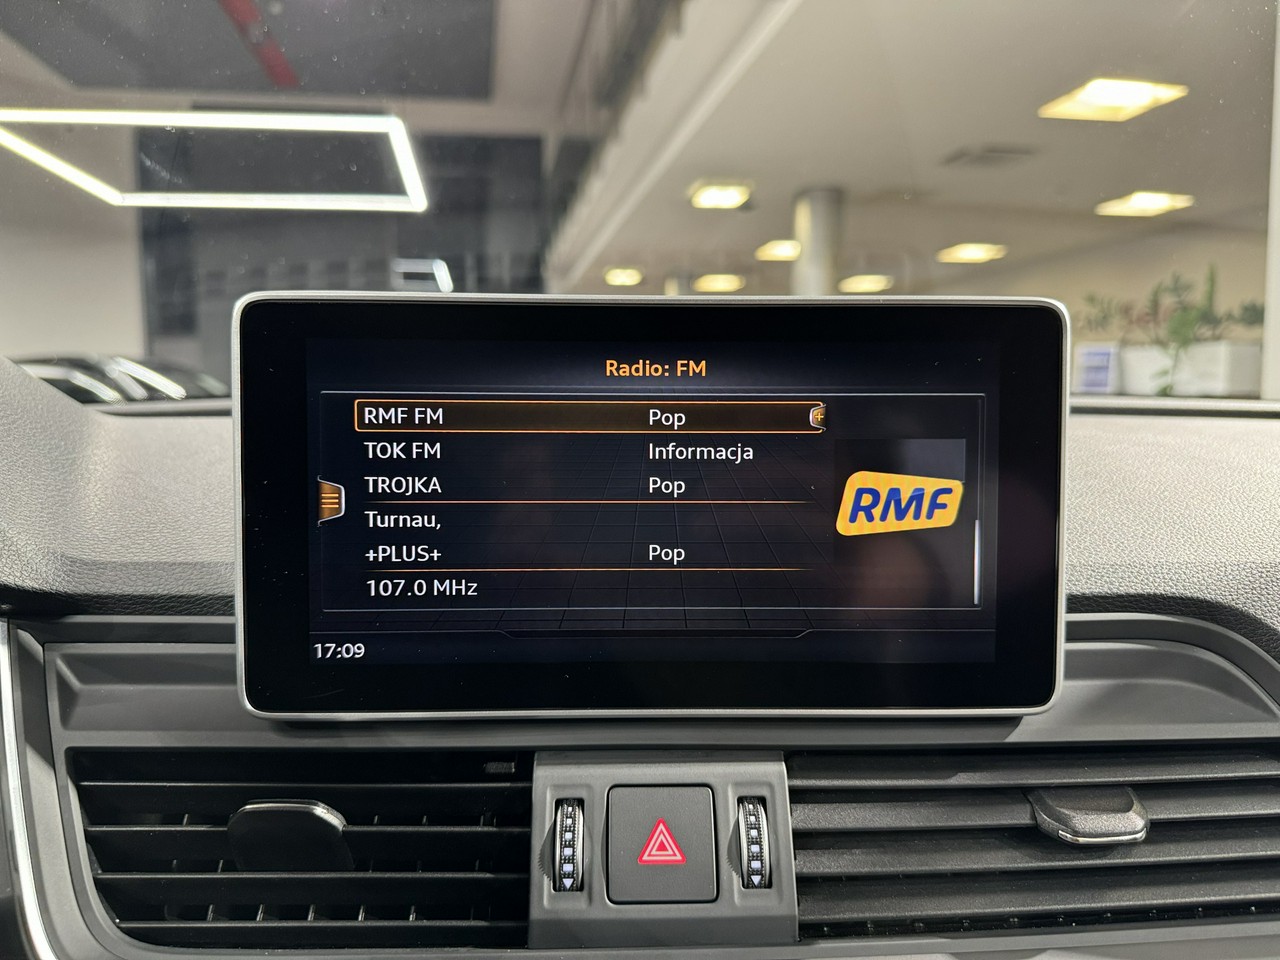 Radio: FM
RMF FM Pop
TOK FM Informacja
TROJKA Pop
Turnau,
+PLUS+ Pop
107.0 MHz
RMF
17:09